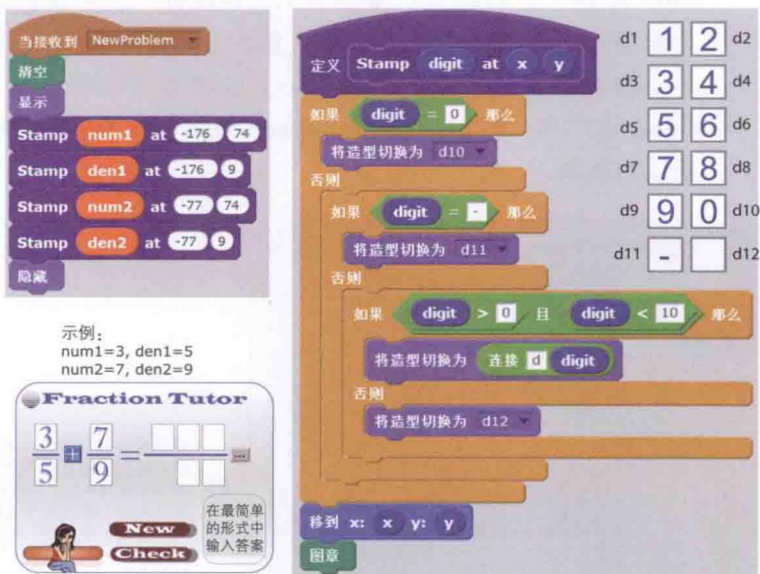 当接收到 NewProblem
清空
显示
Stamp num1 at -176 74
Stamp den1 at -176 9
Stamp num2 at -77 74
Stamp den2 at -77 9
隐藏
示例:
num1=3, den1=5
num2=7, den2=9
Fraction Tutor
3 7
+ =
5 9
...
New
Check
在最简单
的形式中
输入答案
定义 Stamp digit at x y
如果 digit = 0 那么
将造型切换为 d10
否则
如果 digit = - 那么
将造型切换为 d11
否则
如果 digit > 0 且 digit < 10 那么
将造型切换为 连接 d digit
否则
将造型切换为 d12
移到 x: x y: y
图章
d1 1 2 d2
d3 3 4 d4
d5 5 6 d6
d7 7 8 d8
d9 9 0 d10
d11 - d12